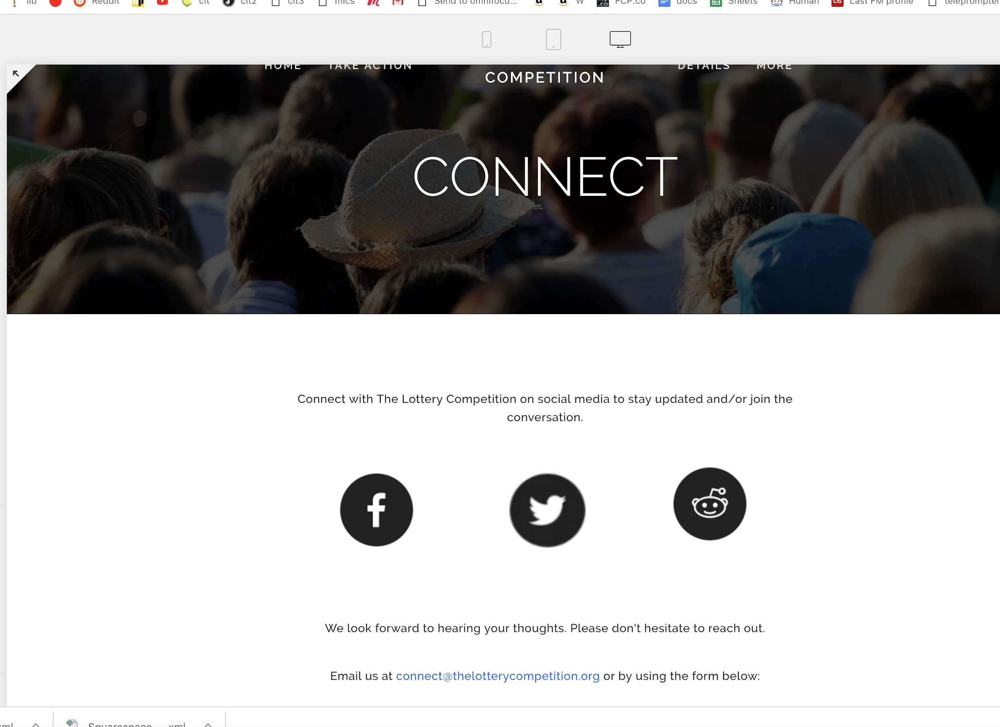 lib Reddit cit cit2 cit3 mics Send to omnifocu... W FCP.co docs Sheets Human Last FM profile teleprompter
HOME TAKE ACTION COMPETITION DETAILS MORE
CONNECT
Connect with The Lottery Competition on social media to stay updated and/or join the
conversation.
We look forward to hearing your thoughts. Please don't hesitate to reach out.
Email us at connect@thelotterycompetition.org or by using the form below:
xml Squarespace....xml